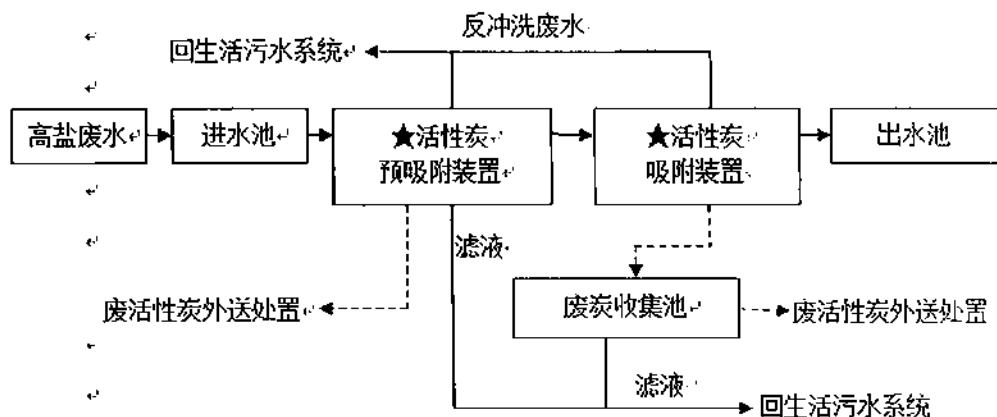 反冲洗废水
回生活污水系统
高盐废水
进水池
★活性炭
预吸附装置
★活性炭
吸附装置
出水池
滤液
废活性炭外送处置
废炭收集池
废活性炭外送处置
滤液
回生活污水系统